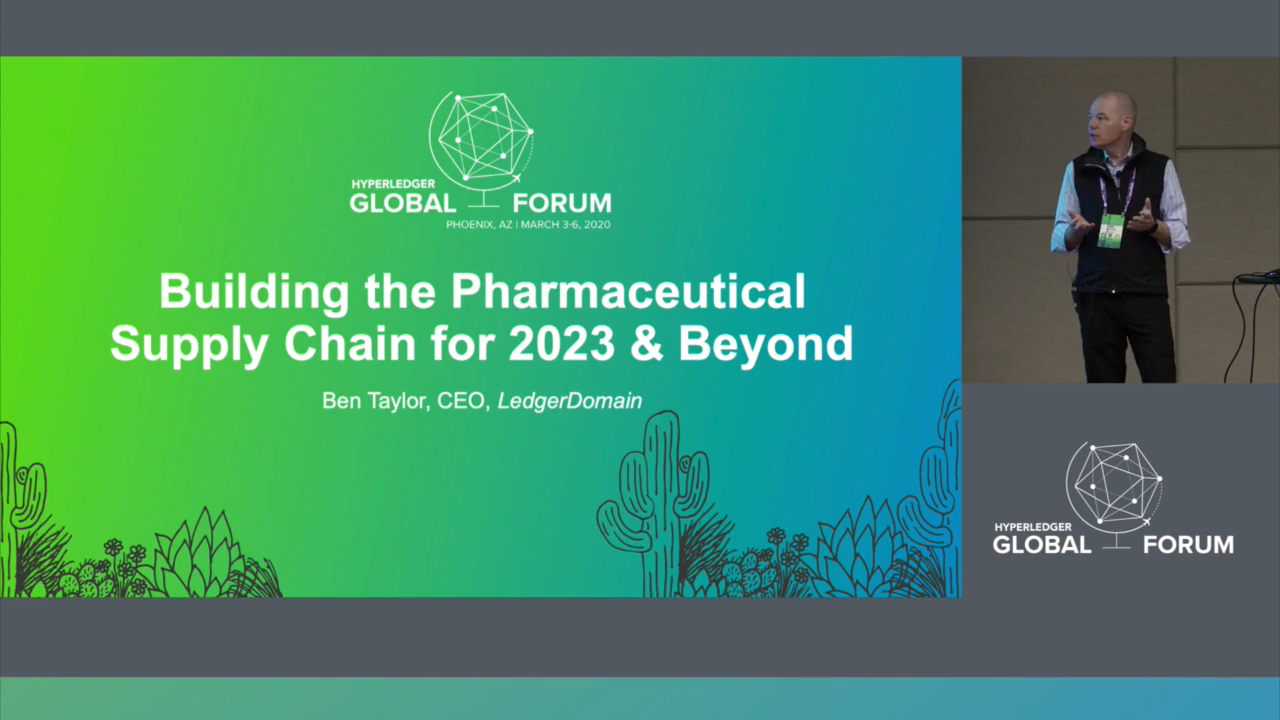 HYPERLEDGER
GLOBAL FORUM
PHOENIX, AZ | MARCH 3-6, 2020
Building the Pharmaceutical
Supply Chain for 2023 & Beyond
Ben Taylor, CEO, LedgerDomain
HYPERLEDGER
GLOBAL FORUM